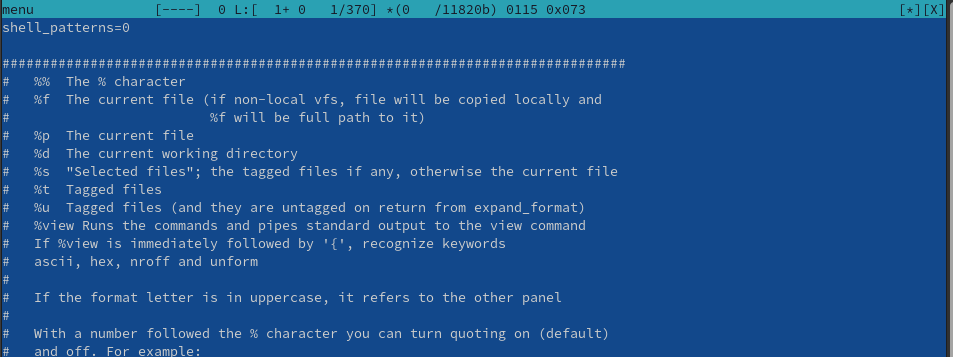 menu [----] 0 L:[ 1+ 0 1/370] *(0 /11820b) 0115 0x073 [*][X]
shell_patterns=0
##############################################################################
# %% The % character
# %f The current file (if non-local vfs, file will be copied locally and
# %f will be full path to it)
# %p The current file
# %d The current working directory
# %s "Selected files"; the tagged files if any, otherwise the current file
# %t Tagged files
# %u Tagged files (and they are untagged on return from expand_format)
# %view Runs the commands and pipes standard output to the view command
# If %view is immediately followed by '{', recognize keywords
# ascii, hex, nroff and unform
#
# If the format letter is in uppercase, it refers to the other panel
#
# With a number followed the % character you can turn quoting on (default)
# and off. For example: